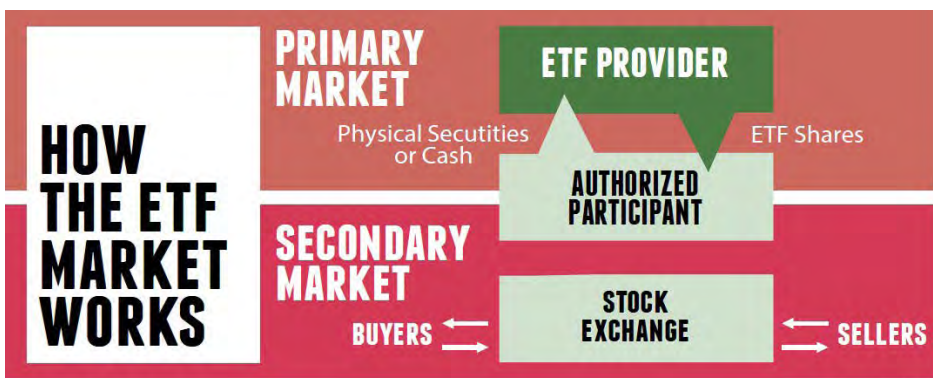 HOW
THE ETF
MARKET
WORKS
PRIMARY
MARKET
ETF PROVIDER
Physical Secutities
or Cash
ETF Shares
AUTHORIZED
PARTICIPANT
SECONDARY
MARKET
STOCK
EXCHANGE
BUYERS
SELLERS